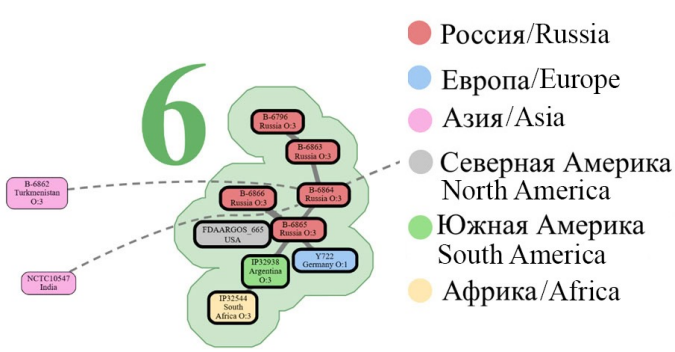 6
B-6796
Russia O:3
B-6863
Russia O:3
B-6862
Turkmenistan
O:3
B-6866
Russia O:3
B-6864
Russia O:3
FDAARGOS_665
USA
B-6865
Russia O:3
IP32938
Argentina
O:3
Y722
Germany O:1
NCTC10547
India
IP32544
South
Africa O:3
Россия/Russia
Европа/Europe
Азия/Asia
Северная Америка
North America
Южная Америка
South America
Африка/Africa